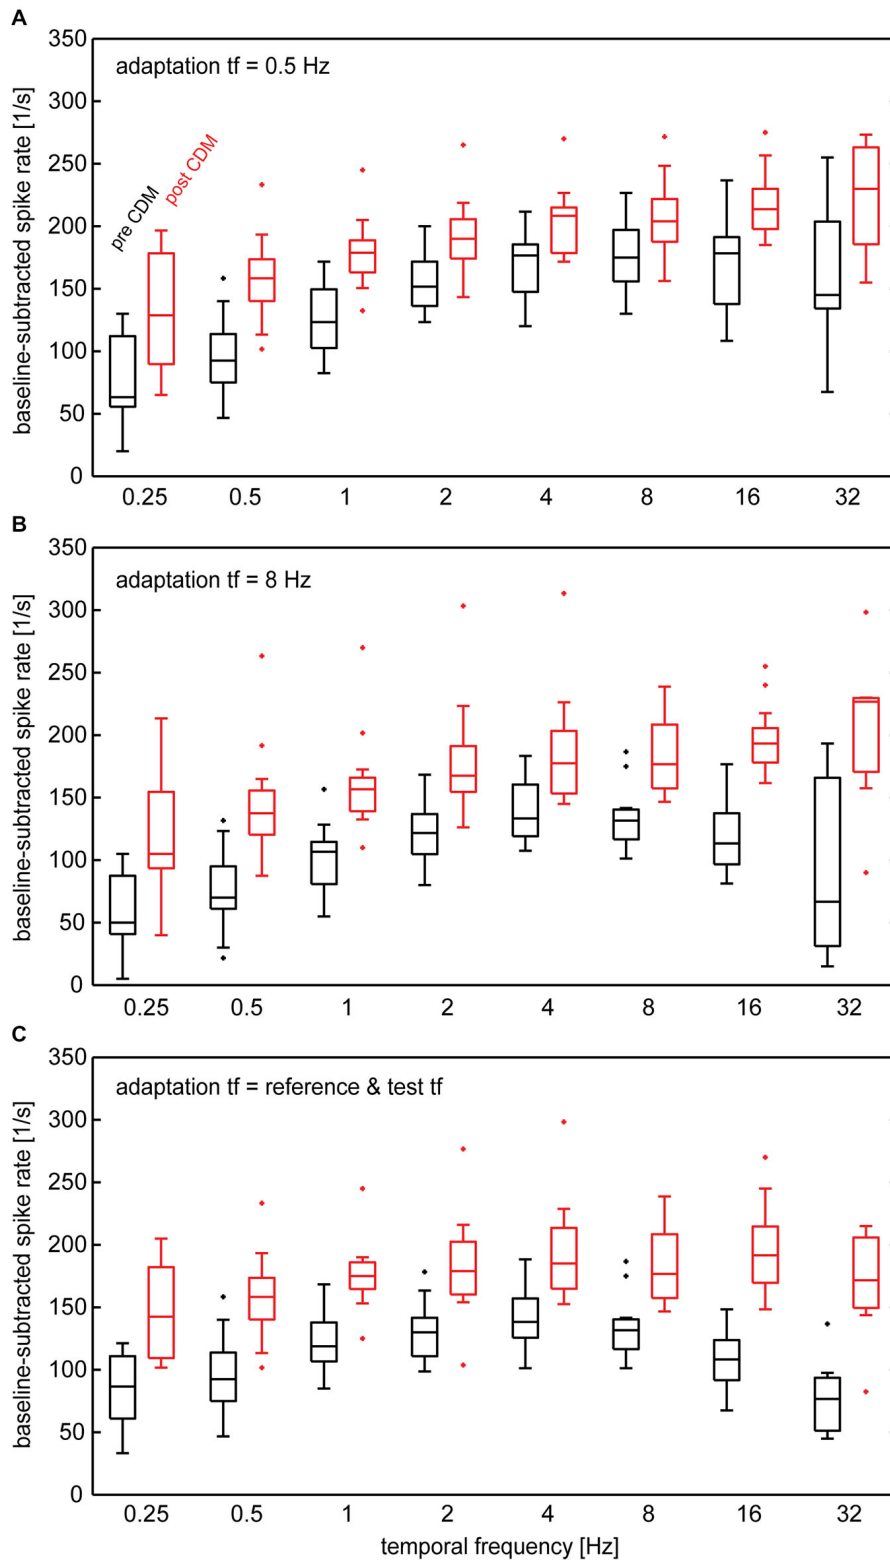 A
350
300
250
200
150
100
50
0
baseline-subtracted spike rate [1/s]
adaptation tf = 0.5 Hz
pre CDM
post CDM
0.25 0.5 1 2 4 8 16 32
B
350
300
250
200
150
100
50
0
baseline-subtracted spike rate [1/s]
adaptation tf = 8 Hz
0.25 0.5 1 2 4 8 16 32
C
350
300
250
200
150
100
50
0
baseline-subtracted spike rate [1/s]
adaptation tf = reference & test tf
0.25 0.5 1 2 4 8 16 32
temporal frequency [Hz]